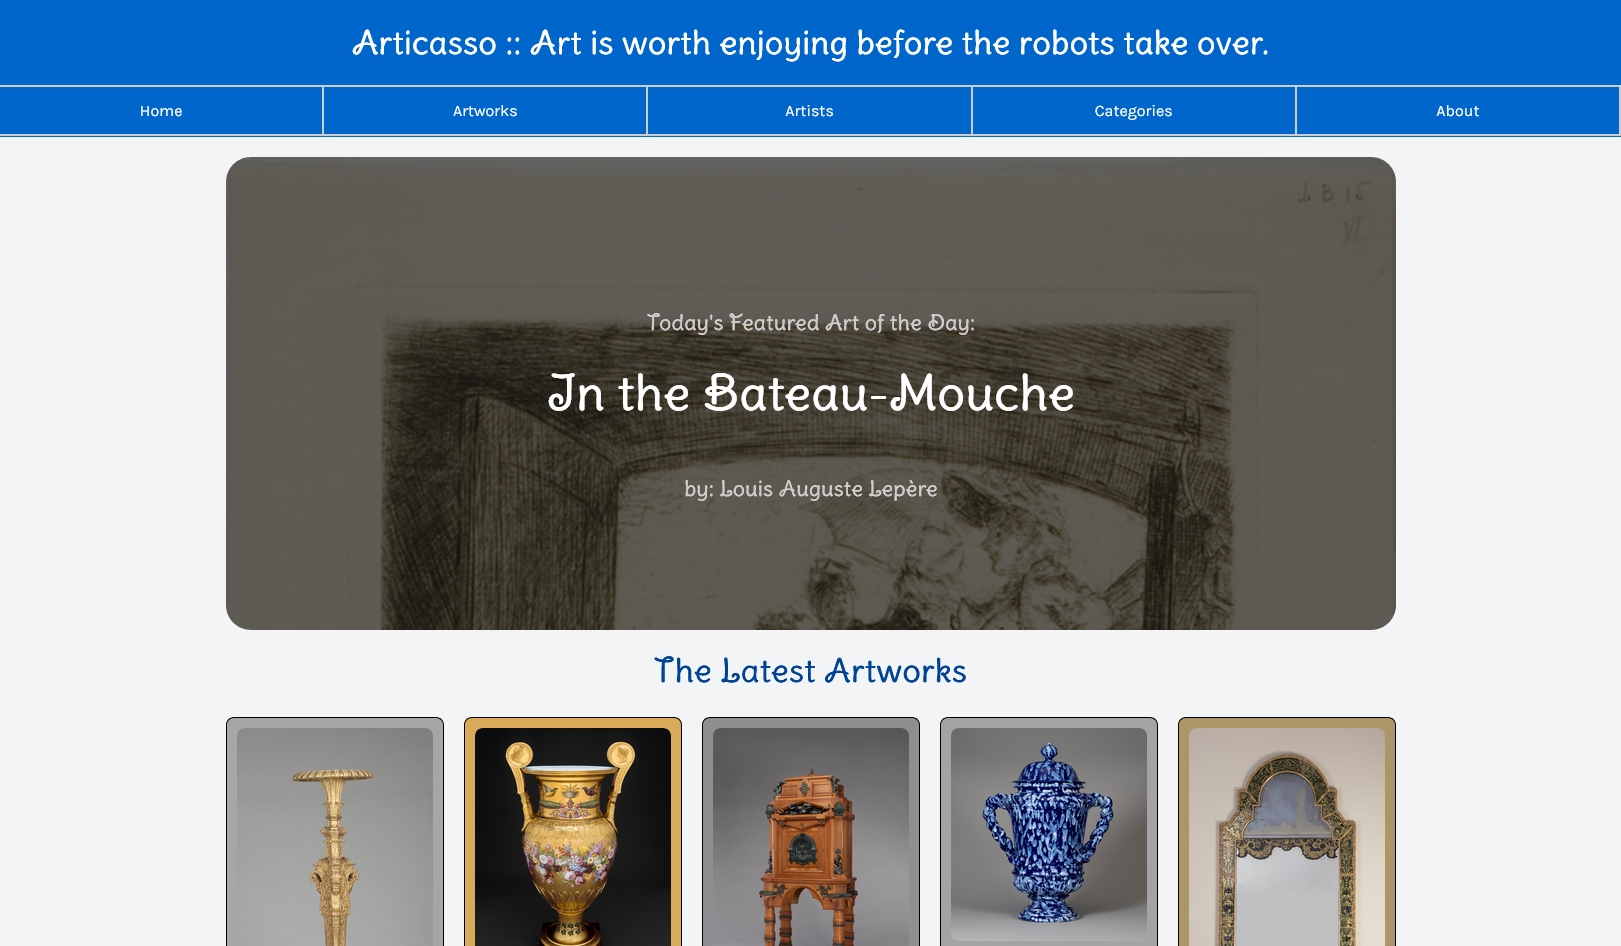 Articasso :: Art is worth enjoying before the robots take over.
Home
Artworks
Artists
Categories
About
Today's Featured Art of the Day:
In the Bateau-Mouche
by: Louis Auguste Lepère
The Latest Artworks